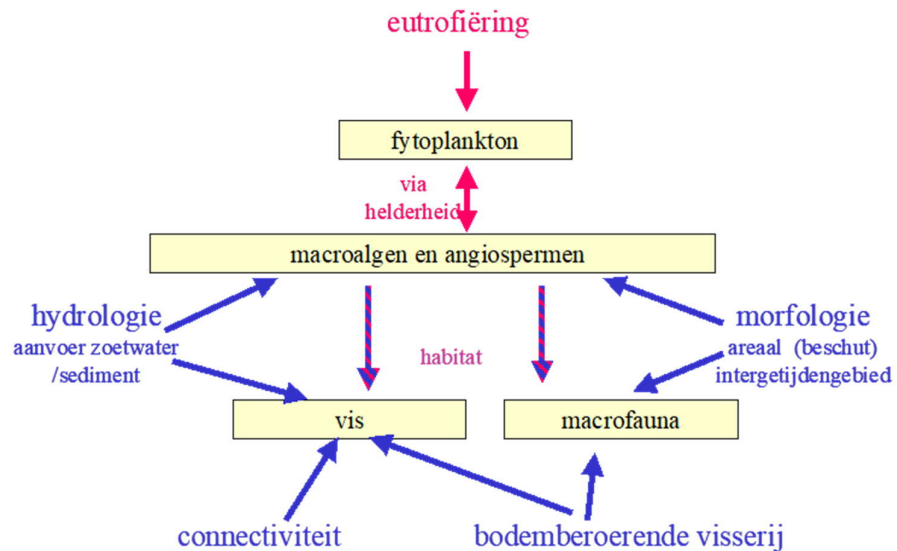 eutrofiëring
fytoplankton
via
helderheid
macroalgen en angiospermen
hydrologie
aanvoer zoetwater
/sediment
habitat
morfologie
areaal (beschut)
intergetijdengebied
vis
macrofauna
connectiviteit
bodemberoerende visserij